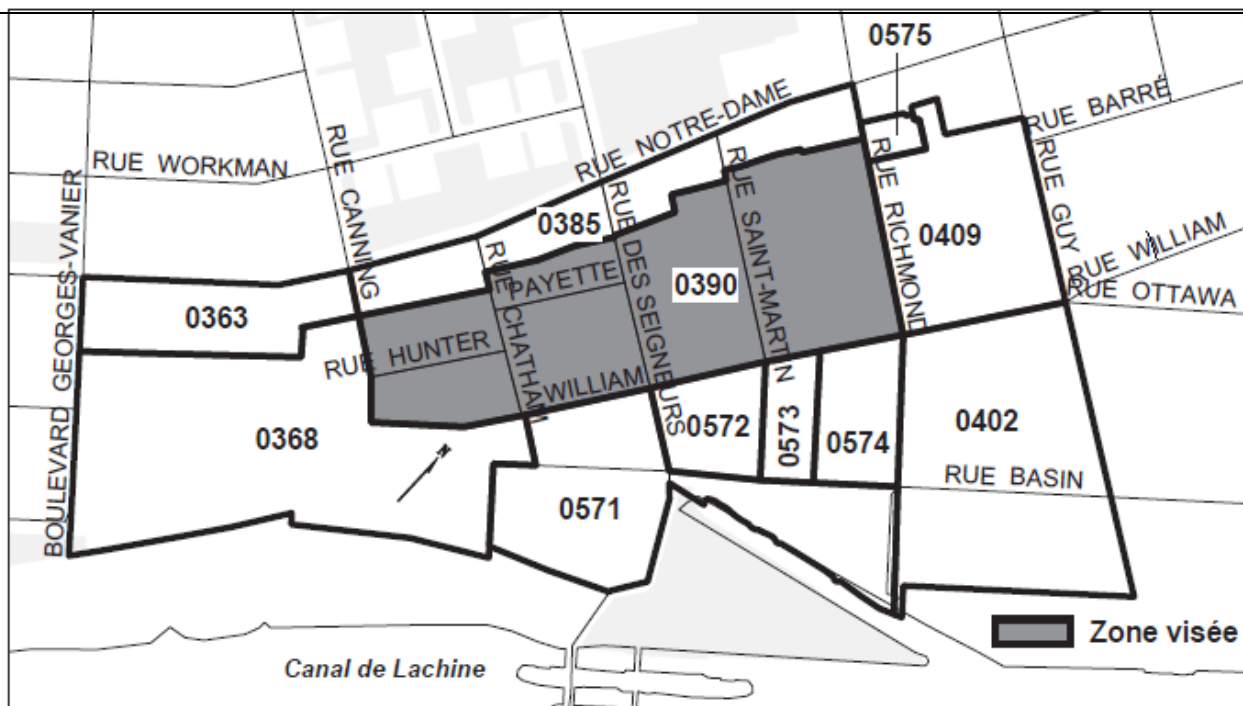 0575
RUE BARRÉ
RUE NOTRE-DAME
RUE WORKMAN
RUE CANNING
RUE SAINT-MARTIN
RUE RICHMOND
RUE GUY
BOULEVARD GEORGES-VANIER
0385
RUE DES SEIGNEURS
0409
RUE WILLIAM
RUE CHATHAM
PAYETTE
0390
RUE OTTAWA
0363
RUE HUNTER
WILLIAM
0368
0572
0573
0574
0402
RUE BASIN
0571
N
Zone visée
Canal de Lachine